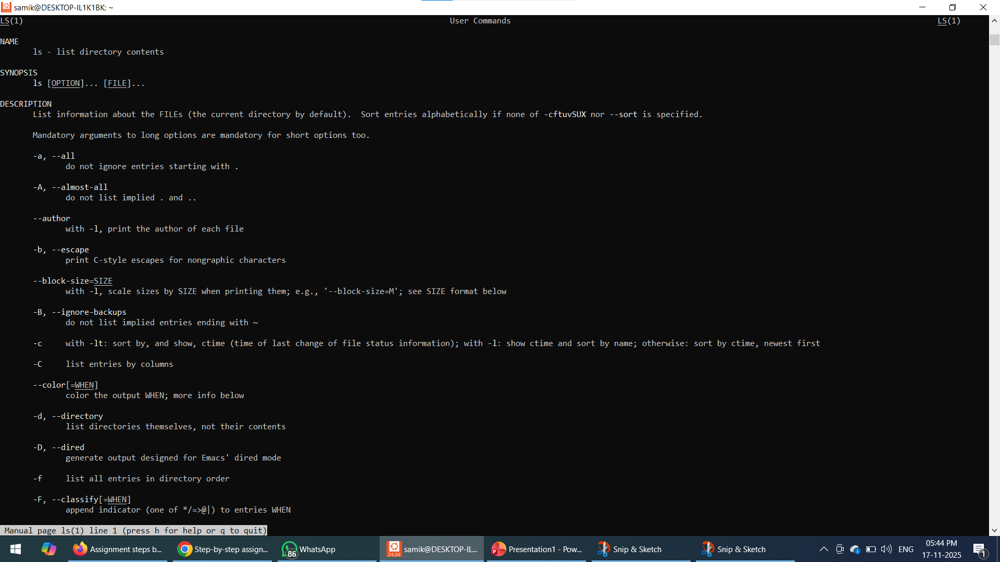 samik@DESKTOP-IL1K1BK: ~
LS(1) User Commands LS(1)
NAME
ls - list directory contents
SYNOPSIS
ls [OPTION]... [FILE]...
DESCRIPTION
List information about the FILEs (the current directory by default).  Sort entries alphabetically if none of -cftuvSUX nor --sort is specified.
Mandatory arguments to long options are mandatory for short options too.
-a, --all
do not ignore entries starting with .
-A, --almost-all
do not list implied . and ..
--author
with -l, print the author of each file
-b, --escape
print C-style escapes for nongraphic characters
--block-size=SIZE
with -l, scale sizes by SIZE when printing them; e.g., '--block-size=M'; see SIZE format below
-B, --ignore-backups
do not list implied entries ending with ~
-c with -lt: sort by, and show, ctime (time of last change of file status information); with -l: show ctime and sort by name; otherwise: sort by ctime, newest first
-C list entries by columns
--color[=WHEN]
color the output WHEN; more info below
-d, --directory
list directories themselves, not their contents
-D, --dired
generate output designed for Emacs' dired mode
-f list all entries in directory order
-F, --classify[=WHEN]
append indicator (one of */=>@|) to entries WHEN
Manual page ls(1) line 1 (press h for help or q to quit)
Assignment steps b... Step-by-step assign... 86 WhatsApp 24.04 samik@DESKTOP-IL... Presentation1 - Pow... Snip & Sketch Snip & Sketch ENG 05:44 PM
17-11-2025 1